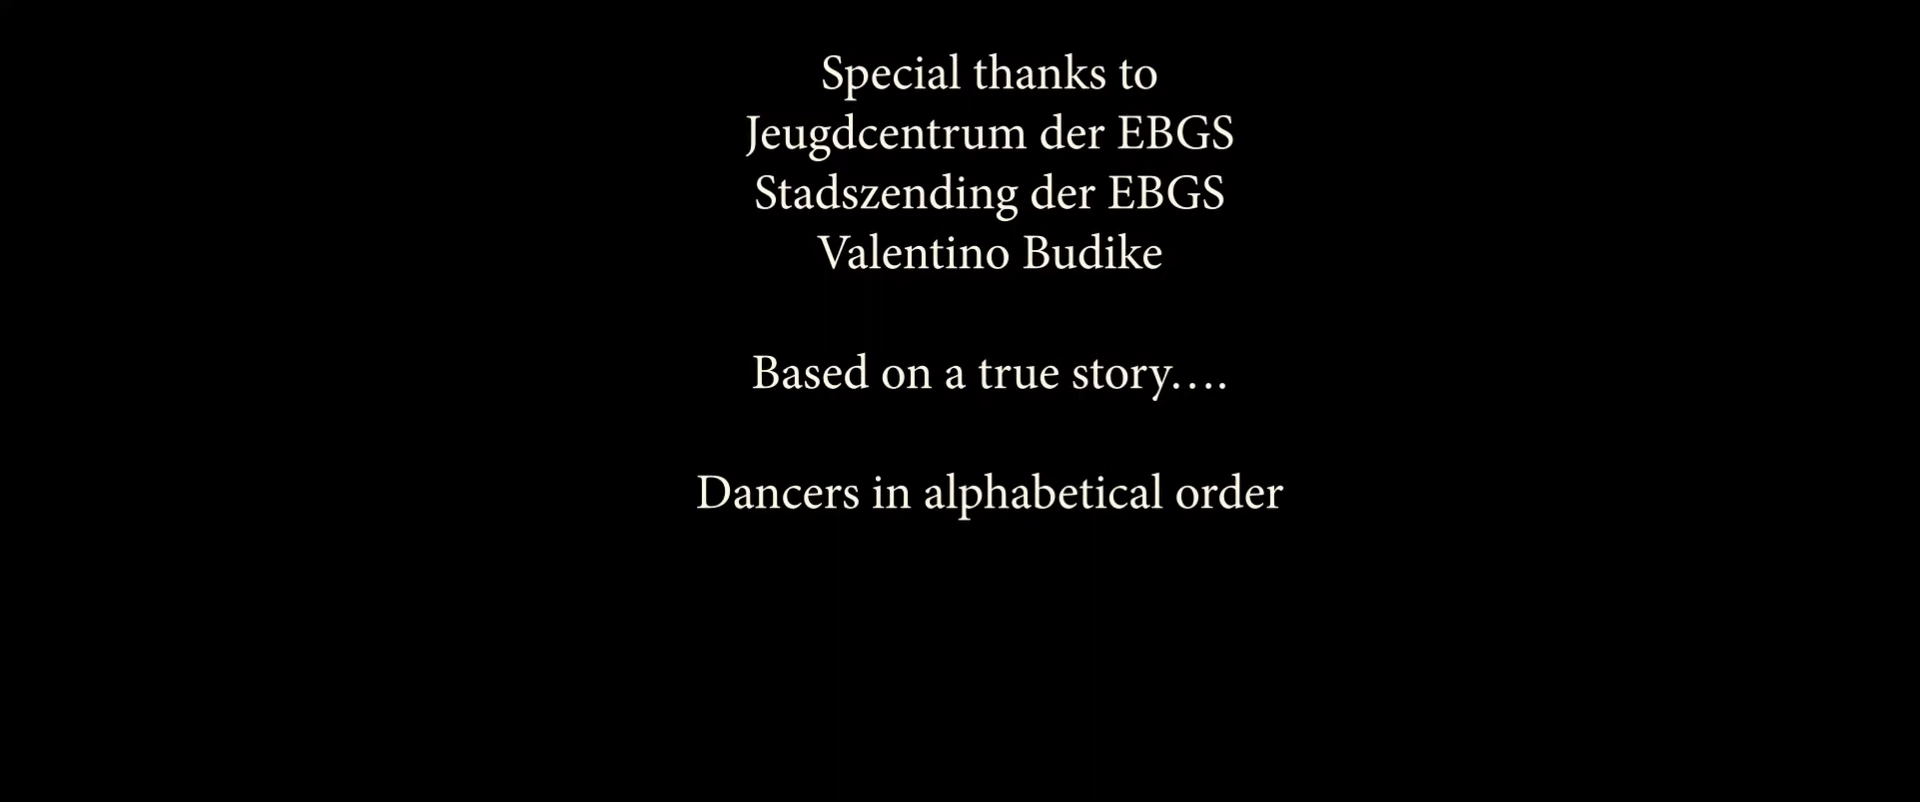 Special thanks to
Jeugdcentrum der EBGS
Stadszending der EBGS
Valentino Budike
Based on a true story....
Dancers in alphabetical order